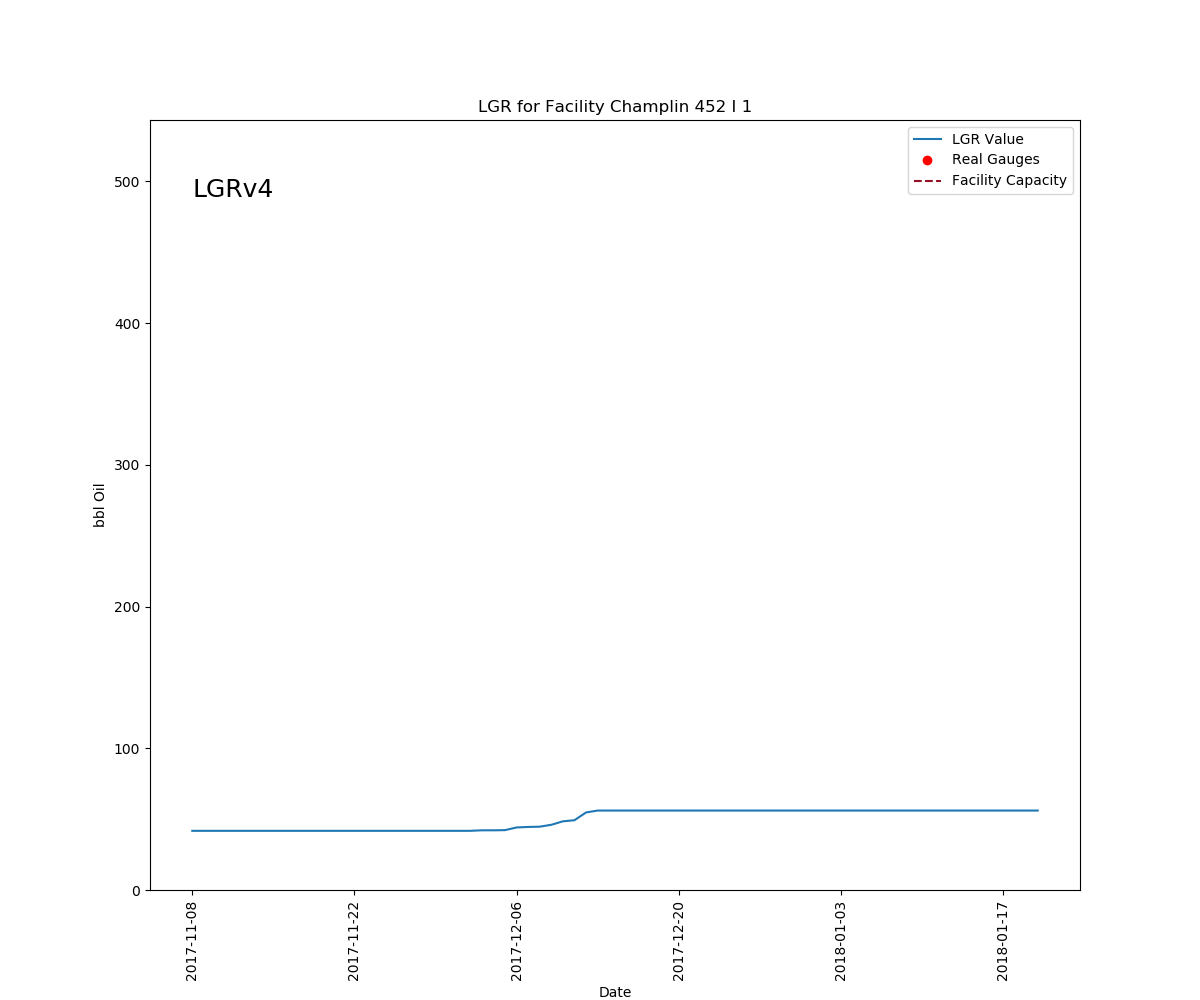 LGR for Facility Champlin 452 I 1
LGR Value
Real Gauges
Facility Capacity
LGRv4
500
400
300
200
100
0
bbl Oil
2017-11-08
2017-11-22
2017-12-06
2017-12-20
2018-01-03
2018-01-17
Date